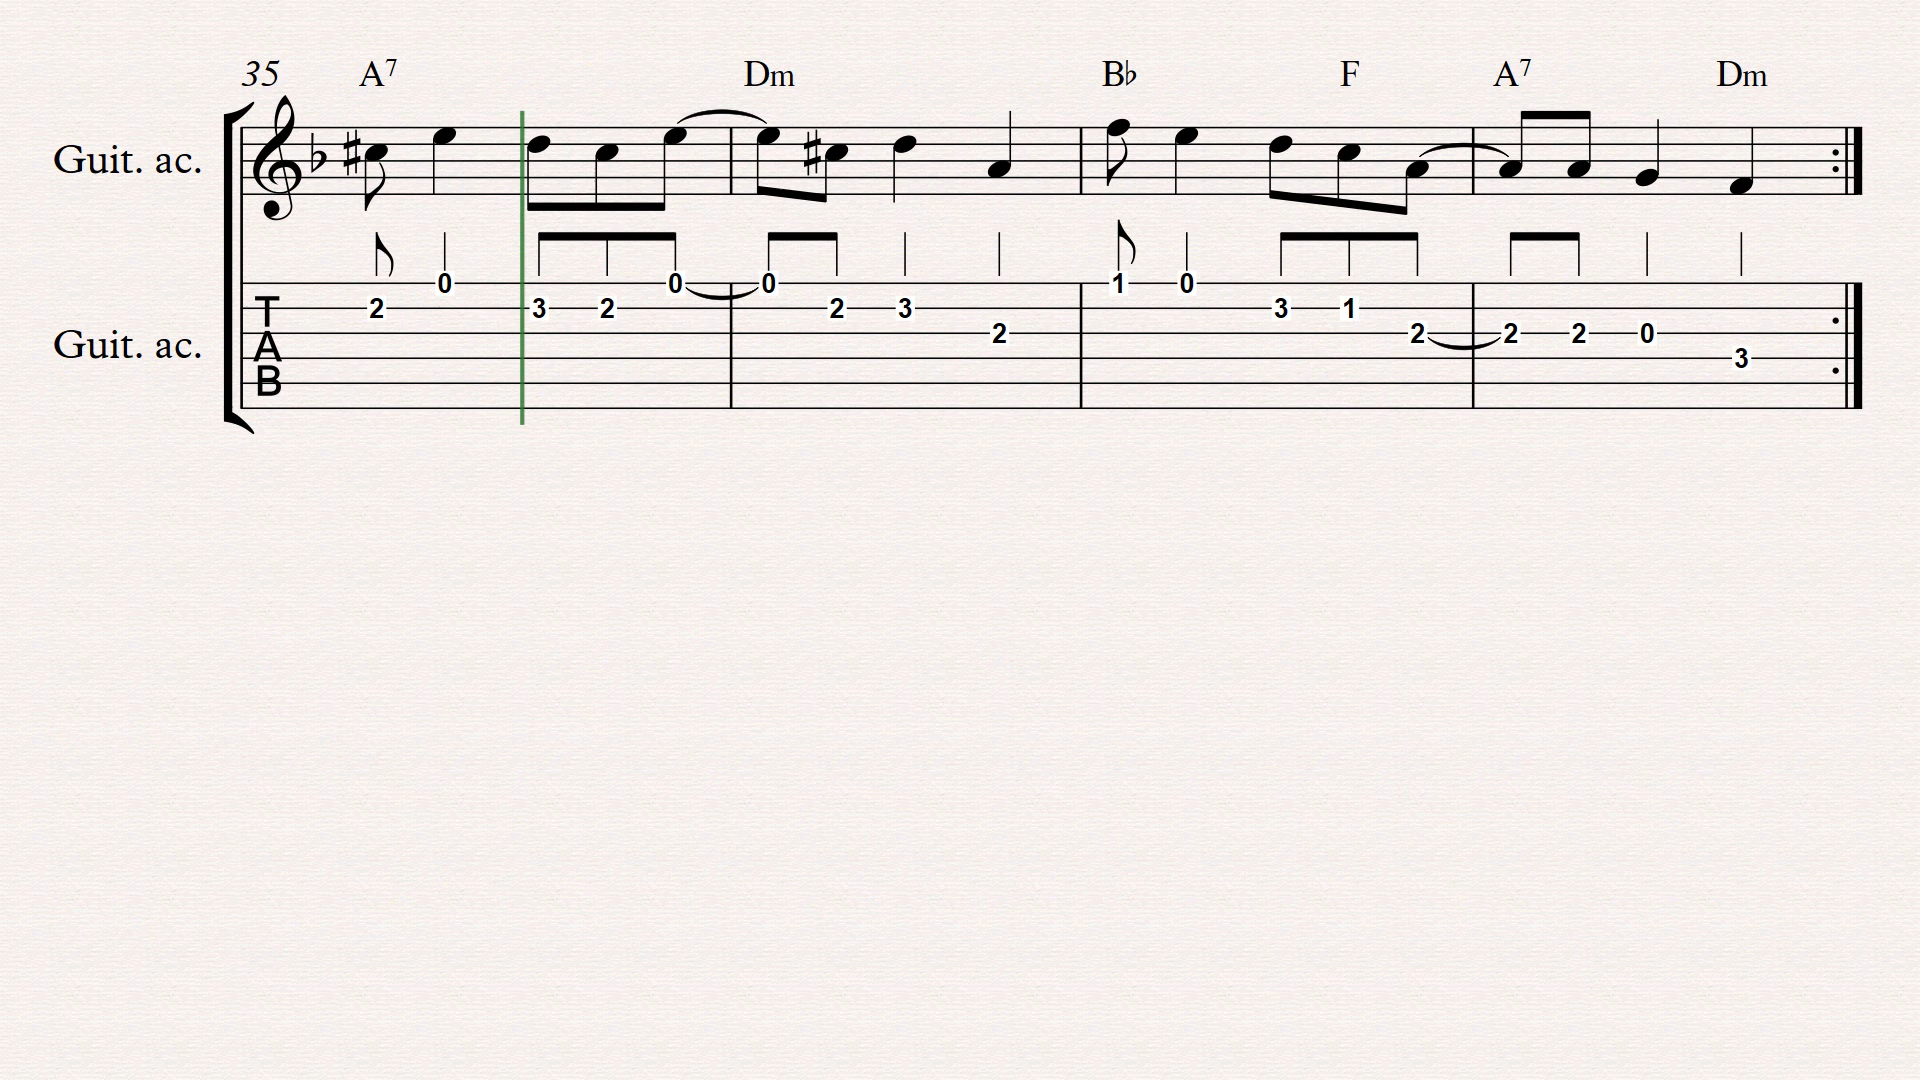 35 A7 Dm B♭ F A7 Dm
Guit. ac.
0 0 0 1 0
2 3 2 2 3 3 1
2 2 2 2 0
3
Guit. ac.
T
A
B